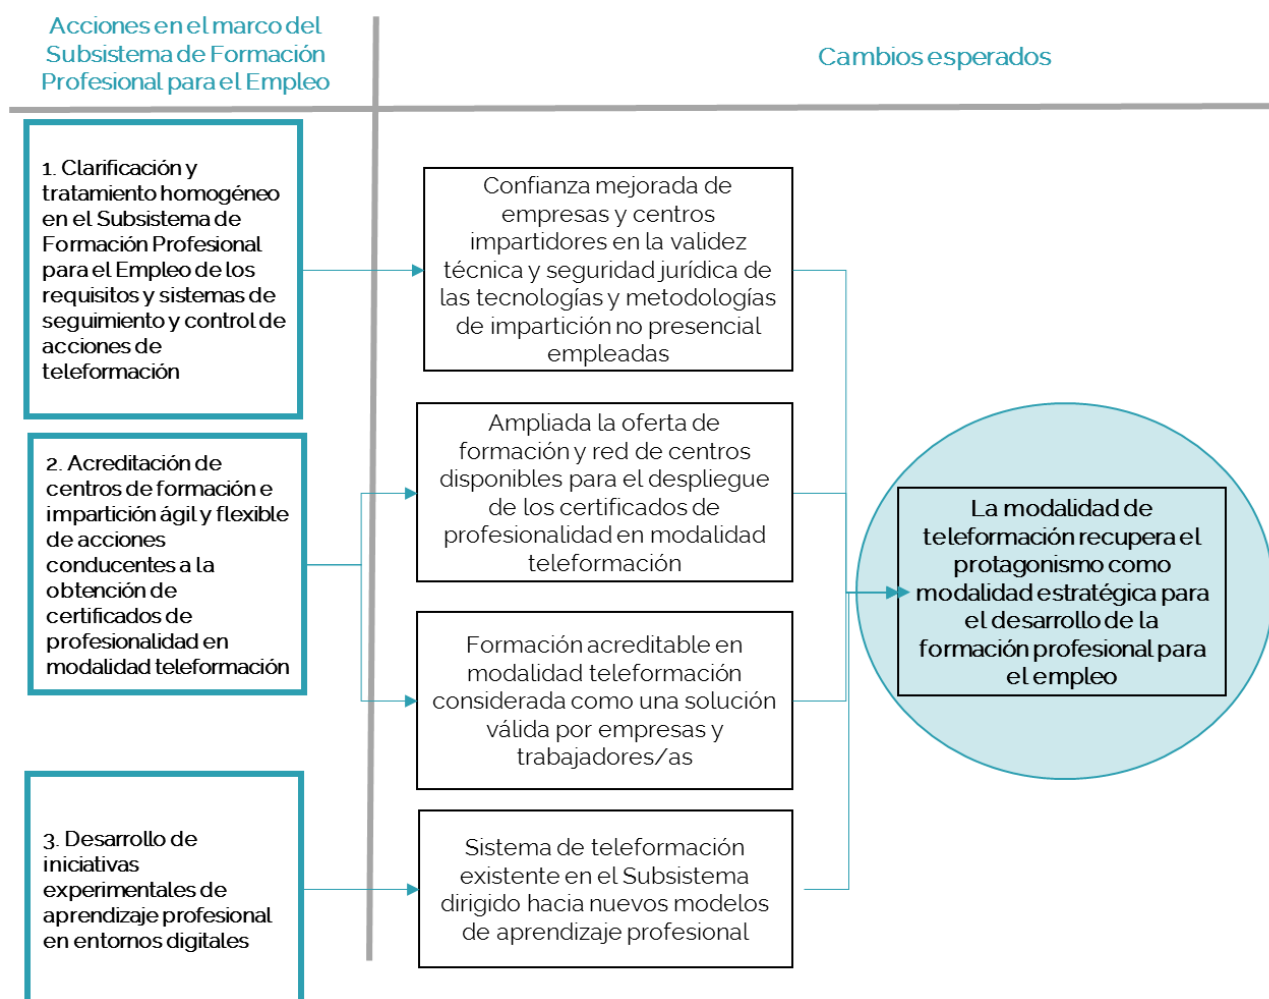 Acciones en el marco del
Subsistema de Formación
Profesional para el Empleo
Cambios esperados
1. Clarificación y
tratamiento homogéneo
en el Subsistema de
Formación Profesional
para el Empleo de los
requisitos y sistemas de
seguimiento y control de
acciones de
teleformación
Confianza mejorada de
empresas y centros
impartidores en la validez
técnica y seguridad jurídica de
las tecnologías y metodologías
de impartición no presencial
empleadas
2. Acreditación de
centros de formación e
impartición ágil y flexible
de acciones
conducentes a la
obtención de
certificados de
profesionalidad en
modalidad teleformación
Ampliada la oferta de
formación y red de centros
disponibles para el despliegue
de los certificados de
profesionalidad en modalidad
teleformación
Formación acreditable en
modalidad teleformación
considerada como una solución
válida por empresas y
trabajadores/as
3. Desarrollo de
iniciativas
experimentales de
aprendizaje profesional
en entornos digitales
Sistema de teleformación
existente en el Subsistema
dirigido hacia nuevos modelos
de aprendizaje profesional
La modalidad de
teleformación recupera el
protagonismo como
modalidad estratégica para
el desarrollo de la
formación profesional para
el empleo